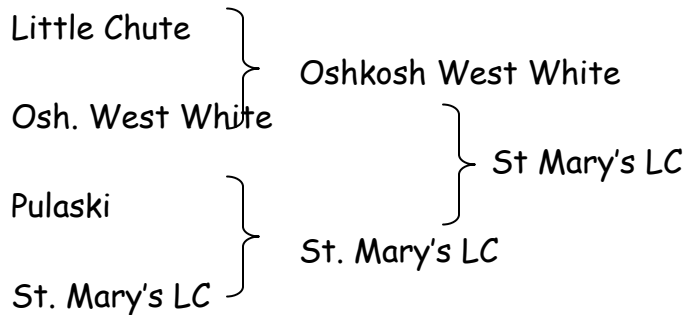 Little Chute
Osh. West White
Pulaski
St. Mary's LC
Oshkosh West White
St. Mary's LC
St Mary's LC